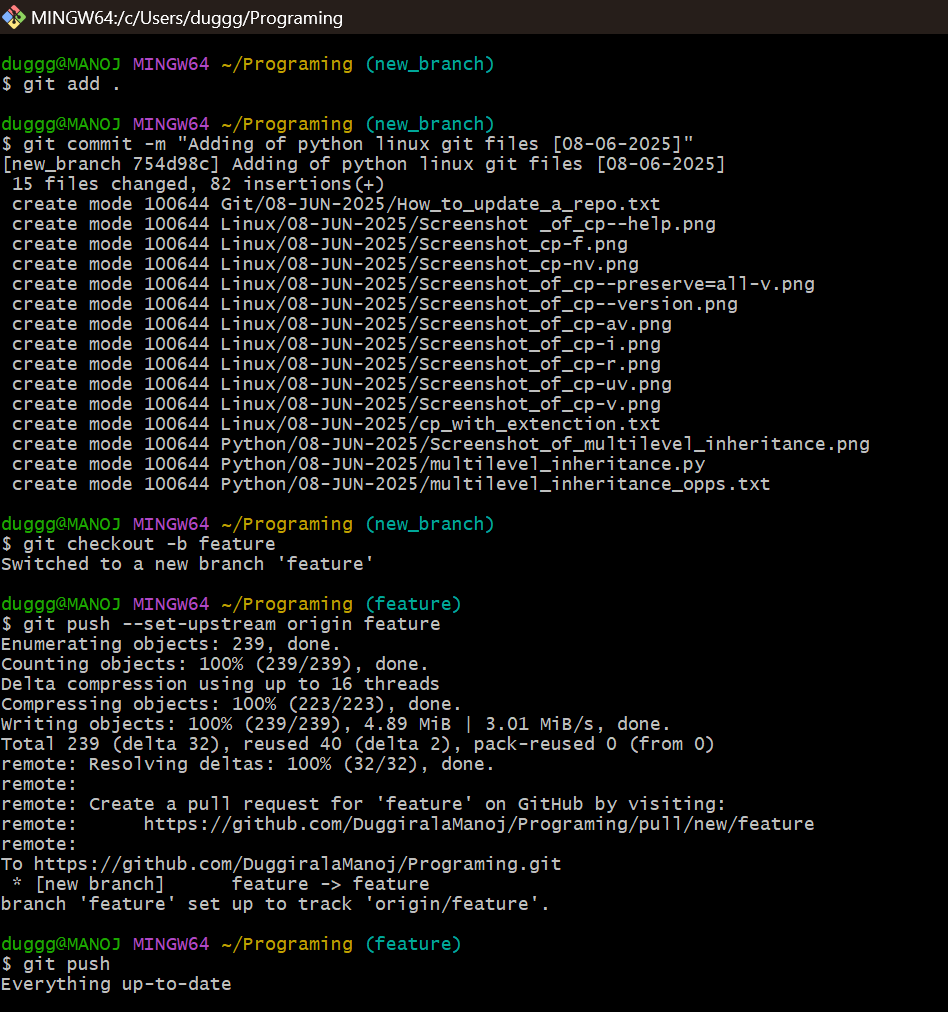 MINGW64:/c/Users/duggg/Programing
duggg@MANOJ MINGW64 ~/Programing (new_branch)
$ git add .
duggg@MANOJ MINGW64 ~/Programing (new_branch)
$ git commit -m "Adding of python linux git files [08-06-2025]"
[new_branch 754d98c] Adding of python linux git files [08-06-2025]
 15 files changed, 82 insertions(+)
 create mode 100644 Git/08-JUN-2025/How_to_update_a_repo.txt
 create mode 100644 Linux/08-JUN-2025/Screenshot _of_cp--help.png
 create mode 100644 Linux/08-JUN-2025/Screenshot_cp-f.png
 create mode 100644 Linux/08-JUN-2025/Screenshot_cp-nv.png
 create mode 100644 Linux/08-JUN-2025/Screenshot_of_cp--preserve=all-v.png
 create mode 100644 Linux/08-JUN-2025/Screenshot_of_cp--version.png
 create mode 100644 Linux/08-JUN-2025/Screenshot_of_cp-av.png
 create mode 100644 Linux/08-JUN-2025/Screenshot_of_cp-i.png
 create mode 100644 Linux/08-JUN-2025/Screenshot_of_cp-r.png
 create mode 100644 Linux/08-JUN-2025/Screenshot_of_cp-uv.png
 create mode 100644 Linux/08-JUN-2025/Screenshot_of_cp-v.png
 create mode 100644 Linux/08-JUN-2025/cp_with_extenction.txt
 create mode 100644 Python/08-JUN-2025/Screenshot_of_multilevel_inheritance.png
 create mode 100644 Python/08-JUN-2025/multilevel_inheritance.py
 create mode 100644 Python/08-JUN-2025/multilevel_inheritance_opps.txt
duggg@MANOJ MINGW64 ~/Programing (new_branch)
$ git checkout -b feature
Switched to a new branch 'feature'
duggg@MANOJ MINGW64 ~/Programing (feature)
$ git push --set-upstream origin feature
Enumerating objects: 239, done.
Counting objects: 100% (239/239), done.
Delta compression using up to 16 threads
Compressing objects: 100% (223/223), done.
Writing objects: 100% (239/239), 4.89 MiB | 3.01 MiB/s, done.
Total 239 (delta 32), reused 40 (delta 2), pack-reused 0 (from 0)
remote: Resolving deltas: 100% (32/32), done.
remote:
remote: Create a pull request for 'feature' on GitHub by visiting:
remote:      https://github.com/DuggiralaManoj/Programing/pull/new/feature
remote:
To https://github.com/DuggiralaManoj/Programing.git
 * [new branch]      feature -> feature
branch 'feature' set up to track 'origin/feature'.
duggg@MANOJ MINGW64 ~/Programing (feature)
$ git push
Everything up-to-date